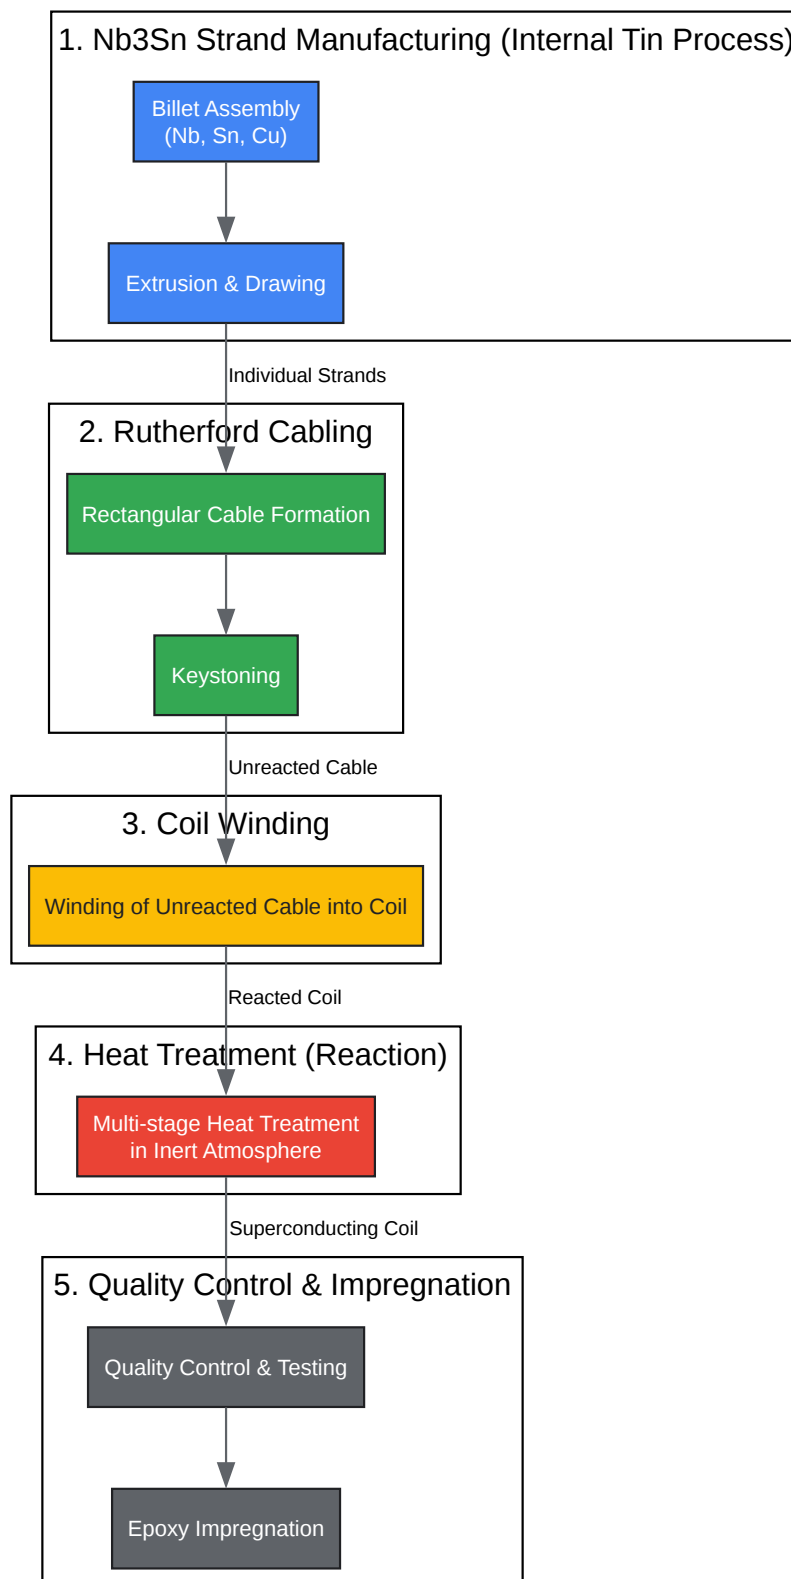 1. Nb3Sn Strand Manufacturing (Internal Tin Process)
Billet Assembly
(Nb, Sn, Cu)
Extrusion & Drawing
Individual Strands
2. Rutherford Cabling
Rectangular Cable Formation
Keystoning
Unreacted Cable
3. Coil Winding
Winding of Unreacted Cable into Coil
Reacted Coil
4. Heat Treatment (Reaction)
Multi-stage Heat Treatment
in Inert Atmosphere
Superconducting Coil
5. Quality Control & Impregnation
Quality Control & Testing
Epoxy Impregnation